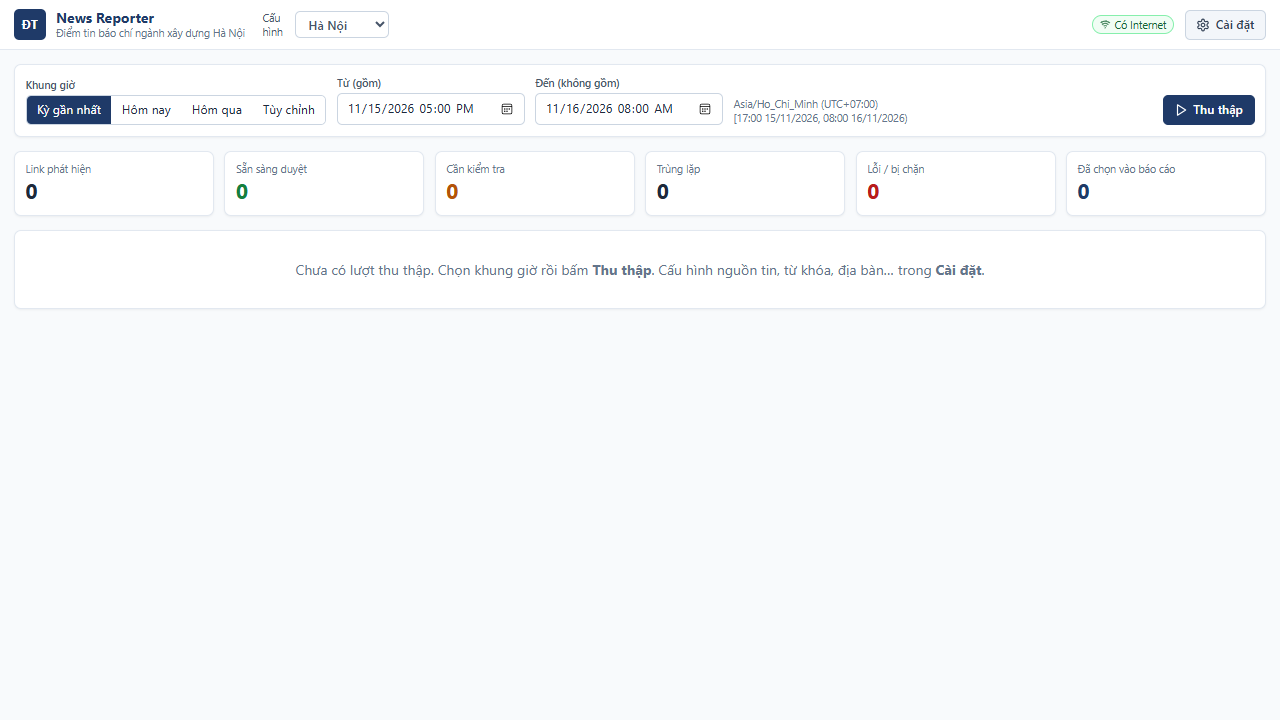 ĐT
News Reporter
Điểm tin báo chí ngành xây dựng Hà Nội
Cấu hình
Hà Nội
Có Internet
Cài đặt
Khung giờ
Kỳ gần nhất
Hôm nay
Hôm qua
Tùy chỉnh
Từ (gồm)
11/15/2026 05:00 PM
Đến (không gồm)
11/16/2026 08:00 AM
Asia/Ho_Chi_Minh (UTC+07:00)
[17:00 15/11/2026, 08:00 16/11/2026)
Thu thập
Link phát hiện
0
Sẵn sàng duyệt
0
Cần kiểm tra
0
Trùng lặp
0
Lỗi / bị chặn
0
Đã chọn vào báo cáo
0
Chưa có lượt thu thập. Chọn khung giờ rồi bấm Thu thập. Cấu hình nguồn tin, từ khóa, địa bàn... trong Cài đặt.